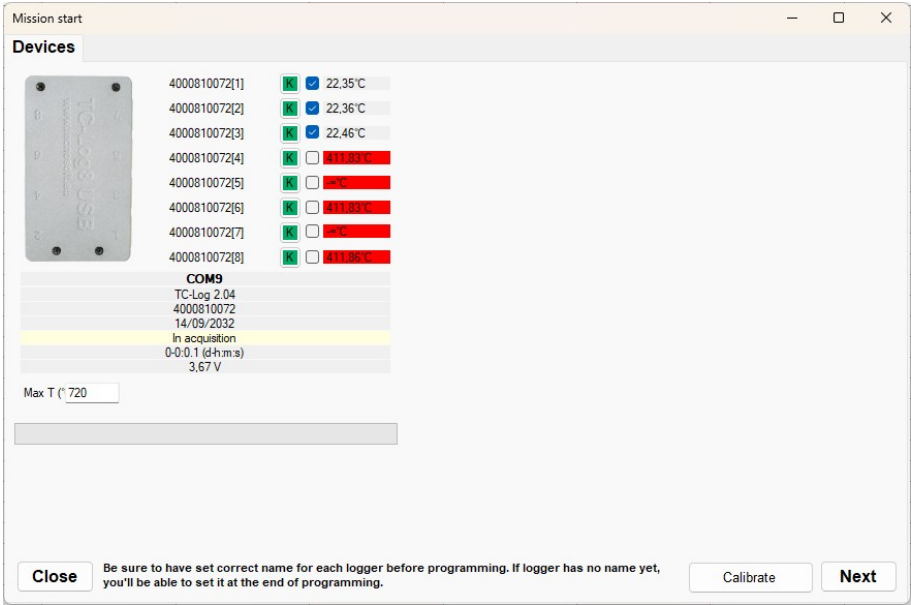 Mission start
Devices
4000810072[1] K 22,35°C
4000810072[2] K 22,36°C
4000810072[3] K 22,46°C
4000810072[4] K 411,83°C
4000810072[5] K -∞°C
4000810072[6] K 411,83°C
4000810072[7] K -∞°C
4000810072[8] K 411,86°C
TC-Log 8 USB
COM9
TC-Log 2.04
4000810072
14/09/2032
In acquisition
0-0:0.1 (d-h:m:s)
3,67 V
Max T (° 720
Close
Be sure to have set correct name for each logger before programming. If logger has no name yet,
you'll be able to set it at the end of programming.
Calibrate
Next